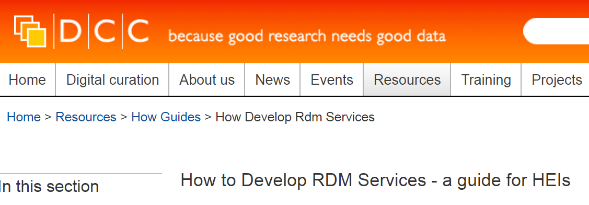 D|C|C because good research needs good data
Home Digital curation About us News Events Resources Training Projects
Home > Resources > How Guides > How Develop Rdm Services
How to Develop RDM Services - a guide for HEIs
In this section